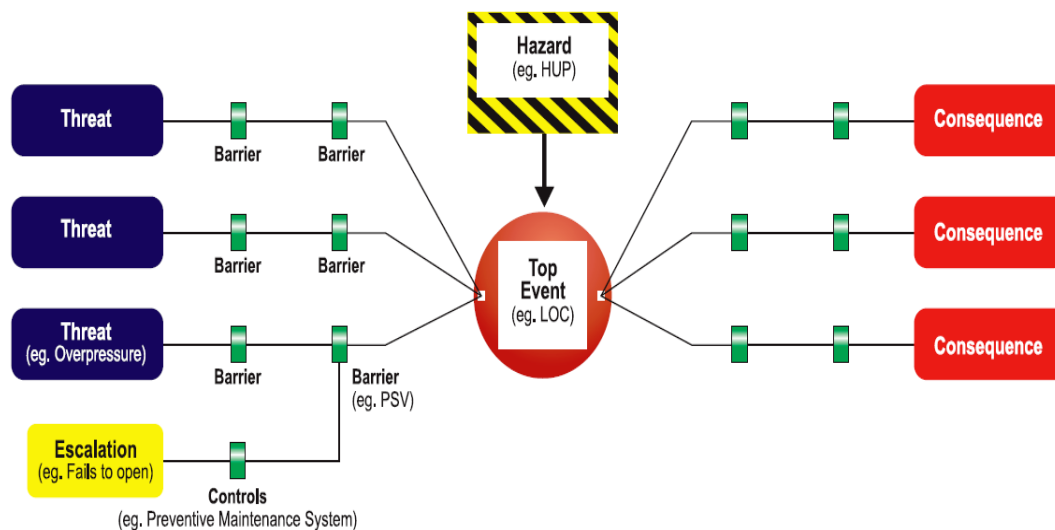 Hazard
(eg. HUP)
Threat
Barrier
Barrier
Consequence
Threat
Barrier
Barrier
Consequence
Top
Event
(eg. LOC)
Threat
(eg. Overpressure)
Barrier
Barrier
(eg. PSV)
Consequence
Escalation
(eg. Fails to open)
Controls
(eg. Preventive Maintenance System)